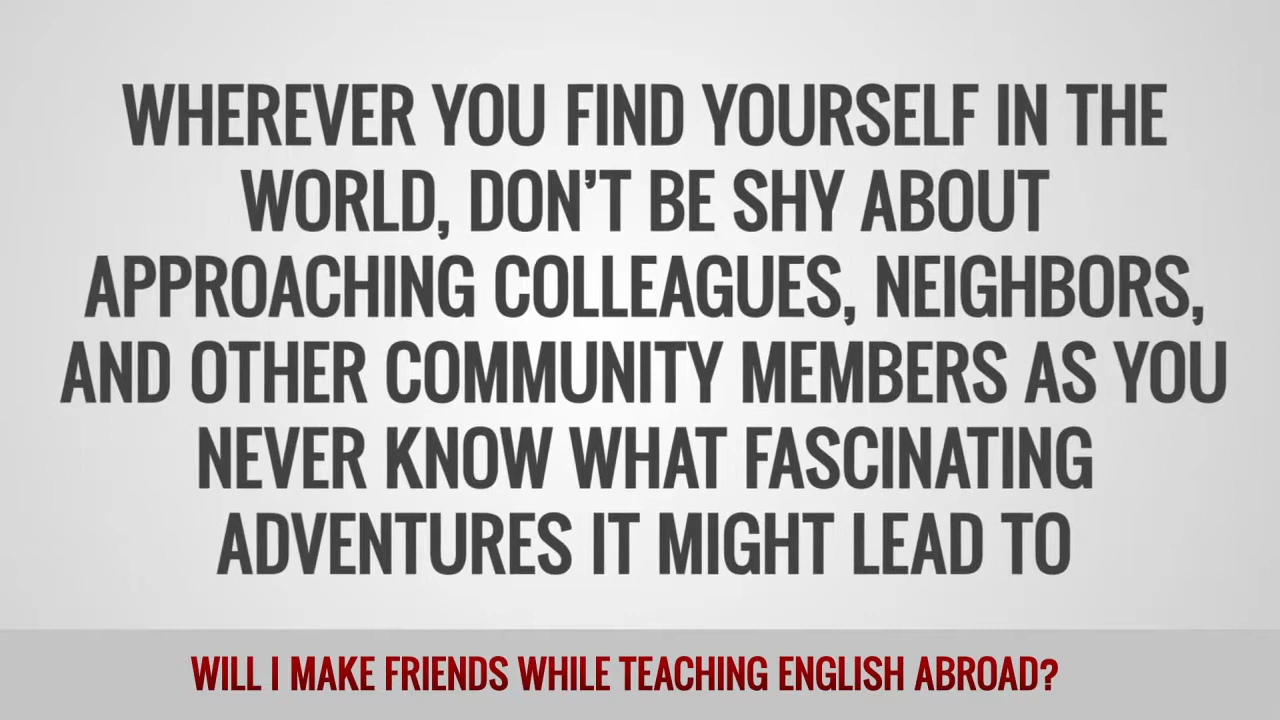 WHEREVER YOU FIND YOURSELF IN THE
WORLD, DON’T BE SHY ABOUT
APPROACHING COLLEAGUES, NEIGHBORS,
AND OTHER COMMUNITY MEMBERS AS YOU
NEVER KNOW WHAT FASCINATING
ADVENTURES IT MIGHT LEAD TO
WILL I MAKE FRIENDS WHILE TEACHING ENGLISH ABROAD?